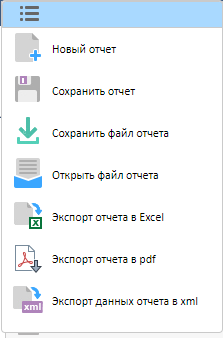 Новый отчет
Сохранить отчет
Сохранить файл отчета
Открыть файл отчета
Экспорт отчета в Excel
Экспорт отчета в pdf
xml Экспорт данных отчета в xml